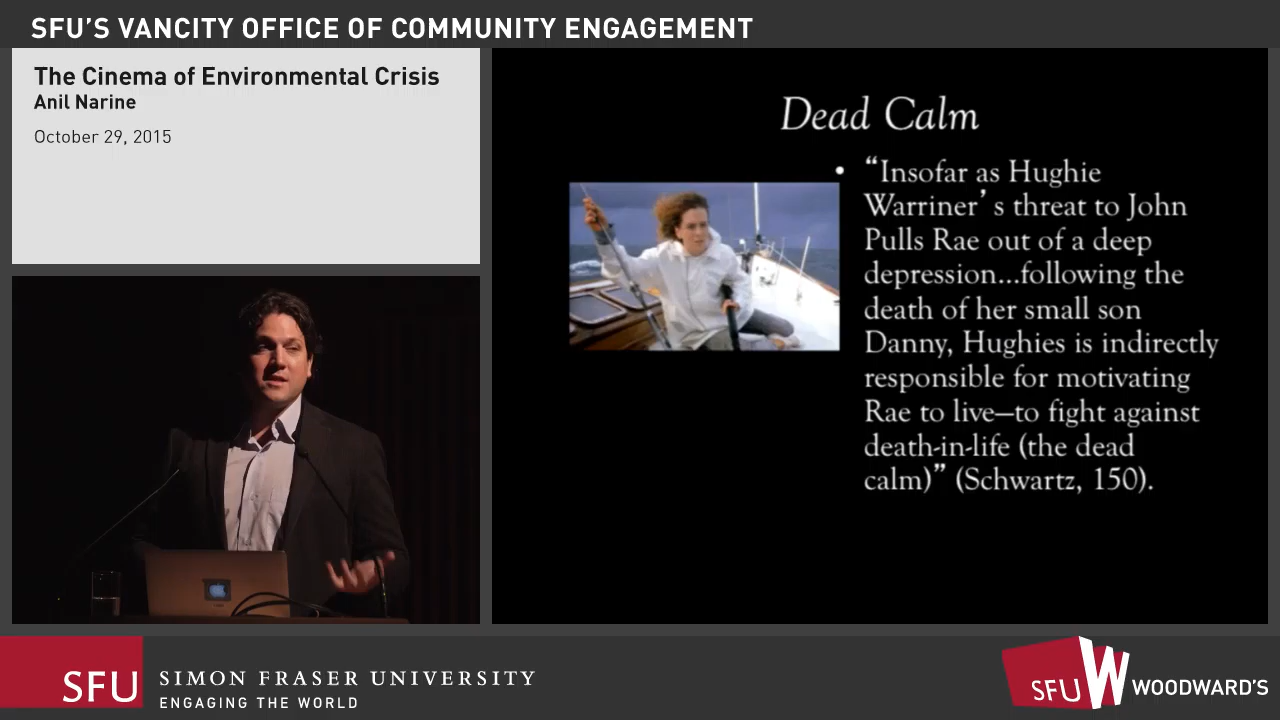 SFU'S VANCITY OFFICE OF COMMUNITY ENGAGEMENT
The Cinema of Environmental Crisis
Anil Narine
October 29, 2015
Dead Calm
• “Insofar as Hughie
Warriner’s threat to John
Pulls Rae out of a deep
depression...following the
death of her small son
Danny, Hughies is indirectly
responsible for motivating
Rae to live—to fight against
death-in-life (the dead
calm)” (Schwartz, 150).
SFU
SIMON FRASER UNIVERSITY
ENGAGING THE WORLD
SFU W WOODWARD'S